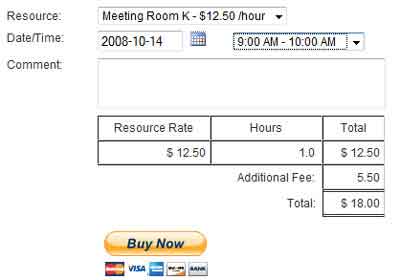 Resource: Meeting Room K - $12.50 /hour
Date/Time: 2008-10-14 9:00 AM - 10:00 AM
Comment:
Resource Rate Hours Total
$ 12.50 1.0 $ 12.50
Additional Fee: 5.50
Total: $ 18.00
Buy Now
VISA BANK